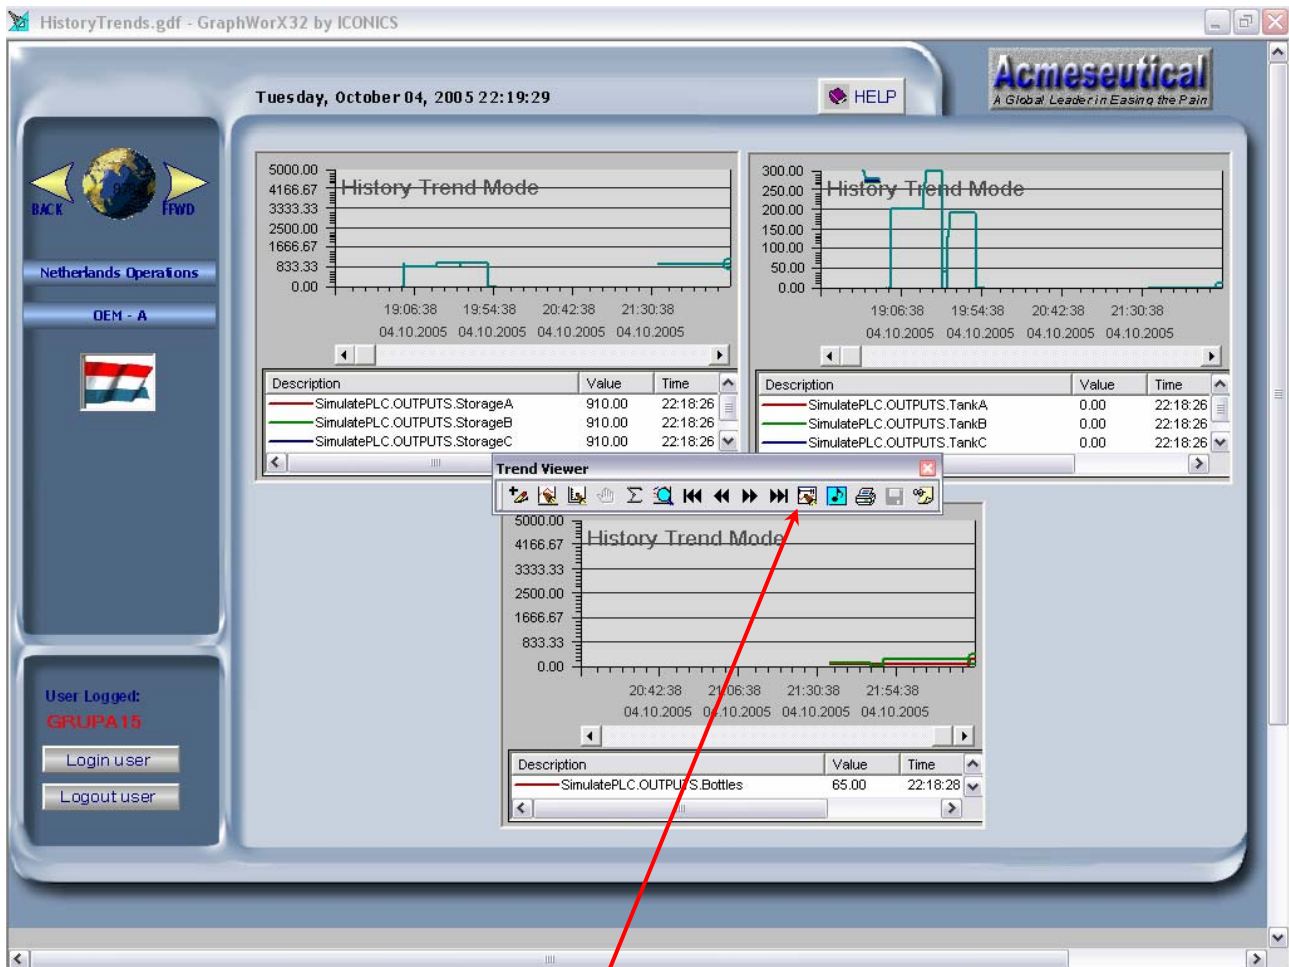 HistoryTrends.gdf - GraphWorX32 by ICONICS
Acmeseutical
A Global Leader in Easing the Pain
Tuesday, October 04, 2005 22:19:29
HELP
BACK
FFWD
Netherlands Operations
OEM - A
5000.00
4166.67
3333.33
2500.00
1666.67
833.33
0.00
History Trend Mode
19:06:38 19:54:38 20:42:38 21:30:38
04.10.2005 04.10.2005 04.10.2005 04.10.2005
Description Value Time
SimulatePLC.OUTPUTS.StorageA 910.00 22:18:26
SimulatePLC.OUTPUTS.StorageB 910.00 22:18:26
SimulatePLC.OUTPUTS.StorageC 910.00 22:18:26
300.00
250.00
200.00
150.00
100.00
50.00
0.00
History Trend Mode
19:06:38 19:54:38 20:42:38 21:30:38
04.10.2005 04.10.2005 04.10.2005 04.10.2005
Description Value Time
SimulatePLC.OUTPUTS.TankA 0.00 22:18:26
SimulatePLC.OUTPUTS.TankB 0.00 22:18:26
SimulatePLC.OUTPUTS.TankC 0.00 22:18:26
Trend Viewer
5000.00
4166.67
3333.33
2500.00
1666.67
833.33
0.00
History Trend Mode
20:42:38 21:06:38 21:30:38 21:54:38
04.10.2005 04.10.2005 04.10.2005 04.10.2005
Description Value Time
SimulatePLC.OUTPUTS.Bottles 65.00 22:18:28
User Logged:
GRUPA15
Login user
Logout user